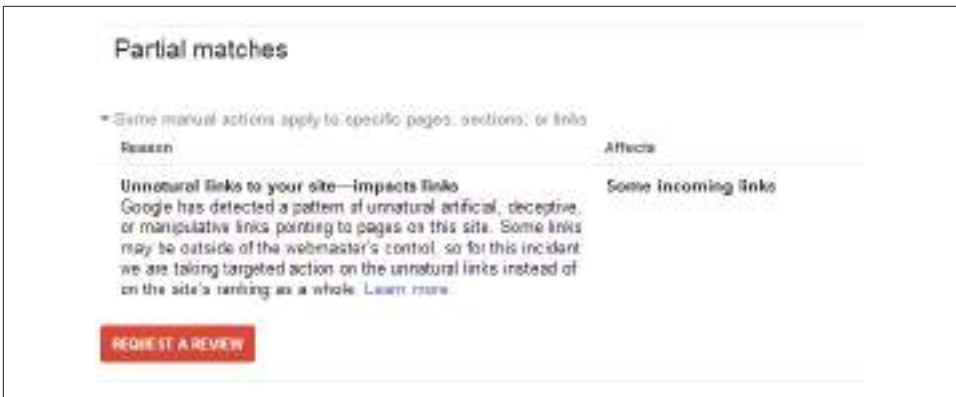 Partial matches
Some manual actions apply to specific pages, sections, or links
Reason Affects
Unnatural links to your site—impacts links Some incoming links
Google has detected a pattern of unnatural artificial, deceptive,
or manipulative links pointing to pages on this site. Some links
may be outside of the webmaster's control, so for this incident
we are taking targeted action on the unnatural links instead of
on the site's ranking as a whole. Learn more.
REQUEST A REVIEW